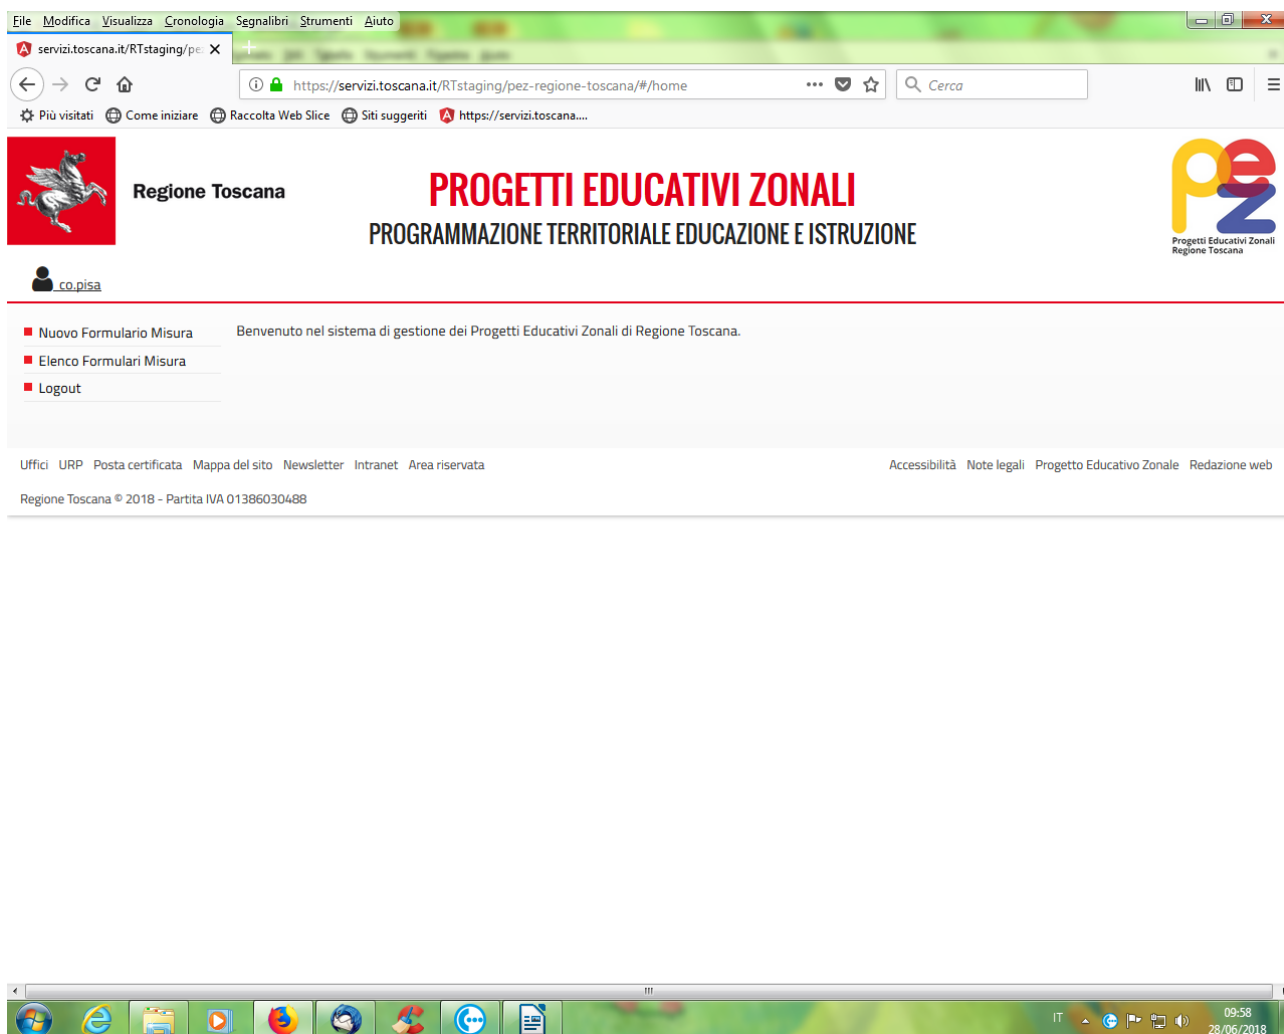 File Modifica Visualizza Cronologia Segnalibri Strumenti Aiuto
servizi.toscana.it/RTstaging/pe
https://servizi.toscana.it/RTstaging/pez-regione-toscana/#/home
Cerca
Più visitati Come iniziare Raccolta Web Slice Siti suggeriti https://servizi.toscana....
Regione Toscana
PROGETTI EDUCATIVI ZONALI
PROGRAMMAZIONE TERRITORIALE EDUCAZIONE E ISTRUZIONE
pez
Progetti Educativi Zonali
Regione Toscana
co.pisa
Nuovo Formulario Misura
Elenco Formulari Misura
Logout
Benvenuto nel sistema di gestione dei Progetti Educativi Zonali di Regione Toscana.
Uffici URP Posta certificata Mappa del sito Newsletter Intranet Area riservata
Accessibilità Note legali Progetto Educativo Zonale Redazione web
Regione Toscana © 2018 - Partita IVA 01386030488
IT
09:58
28/06/2018